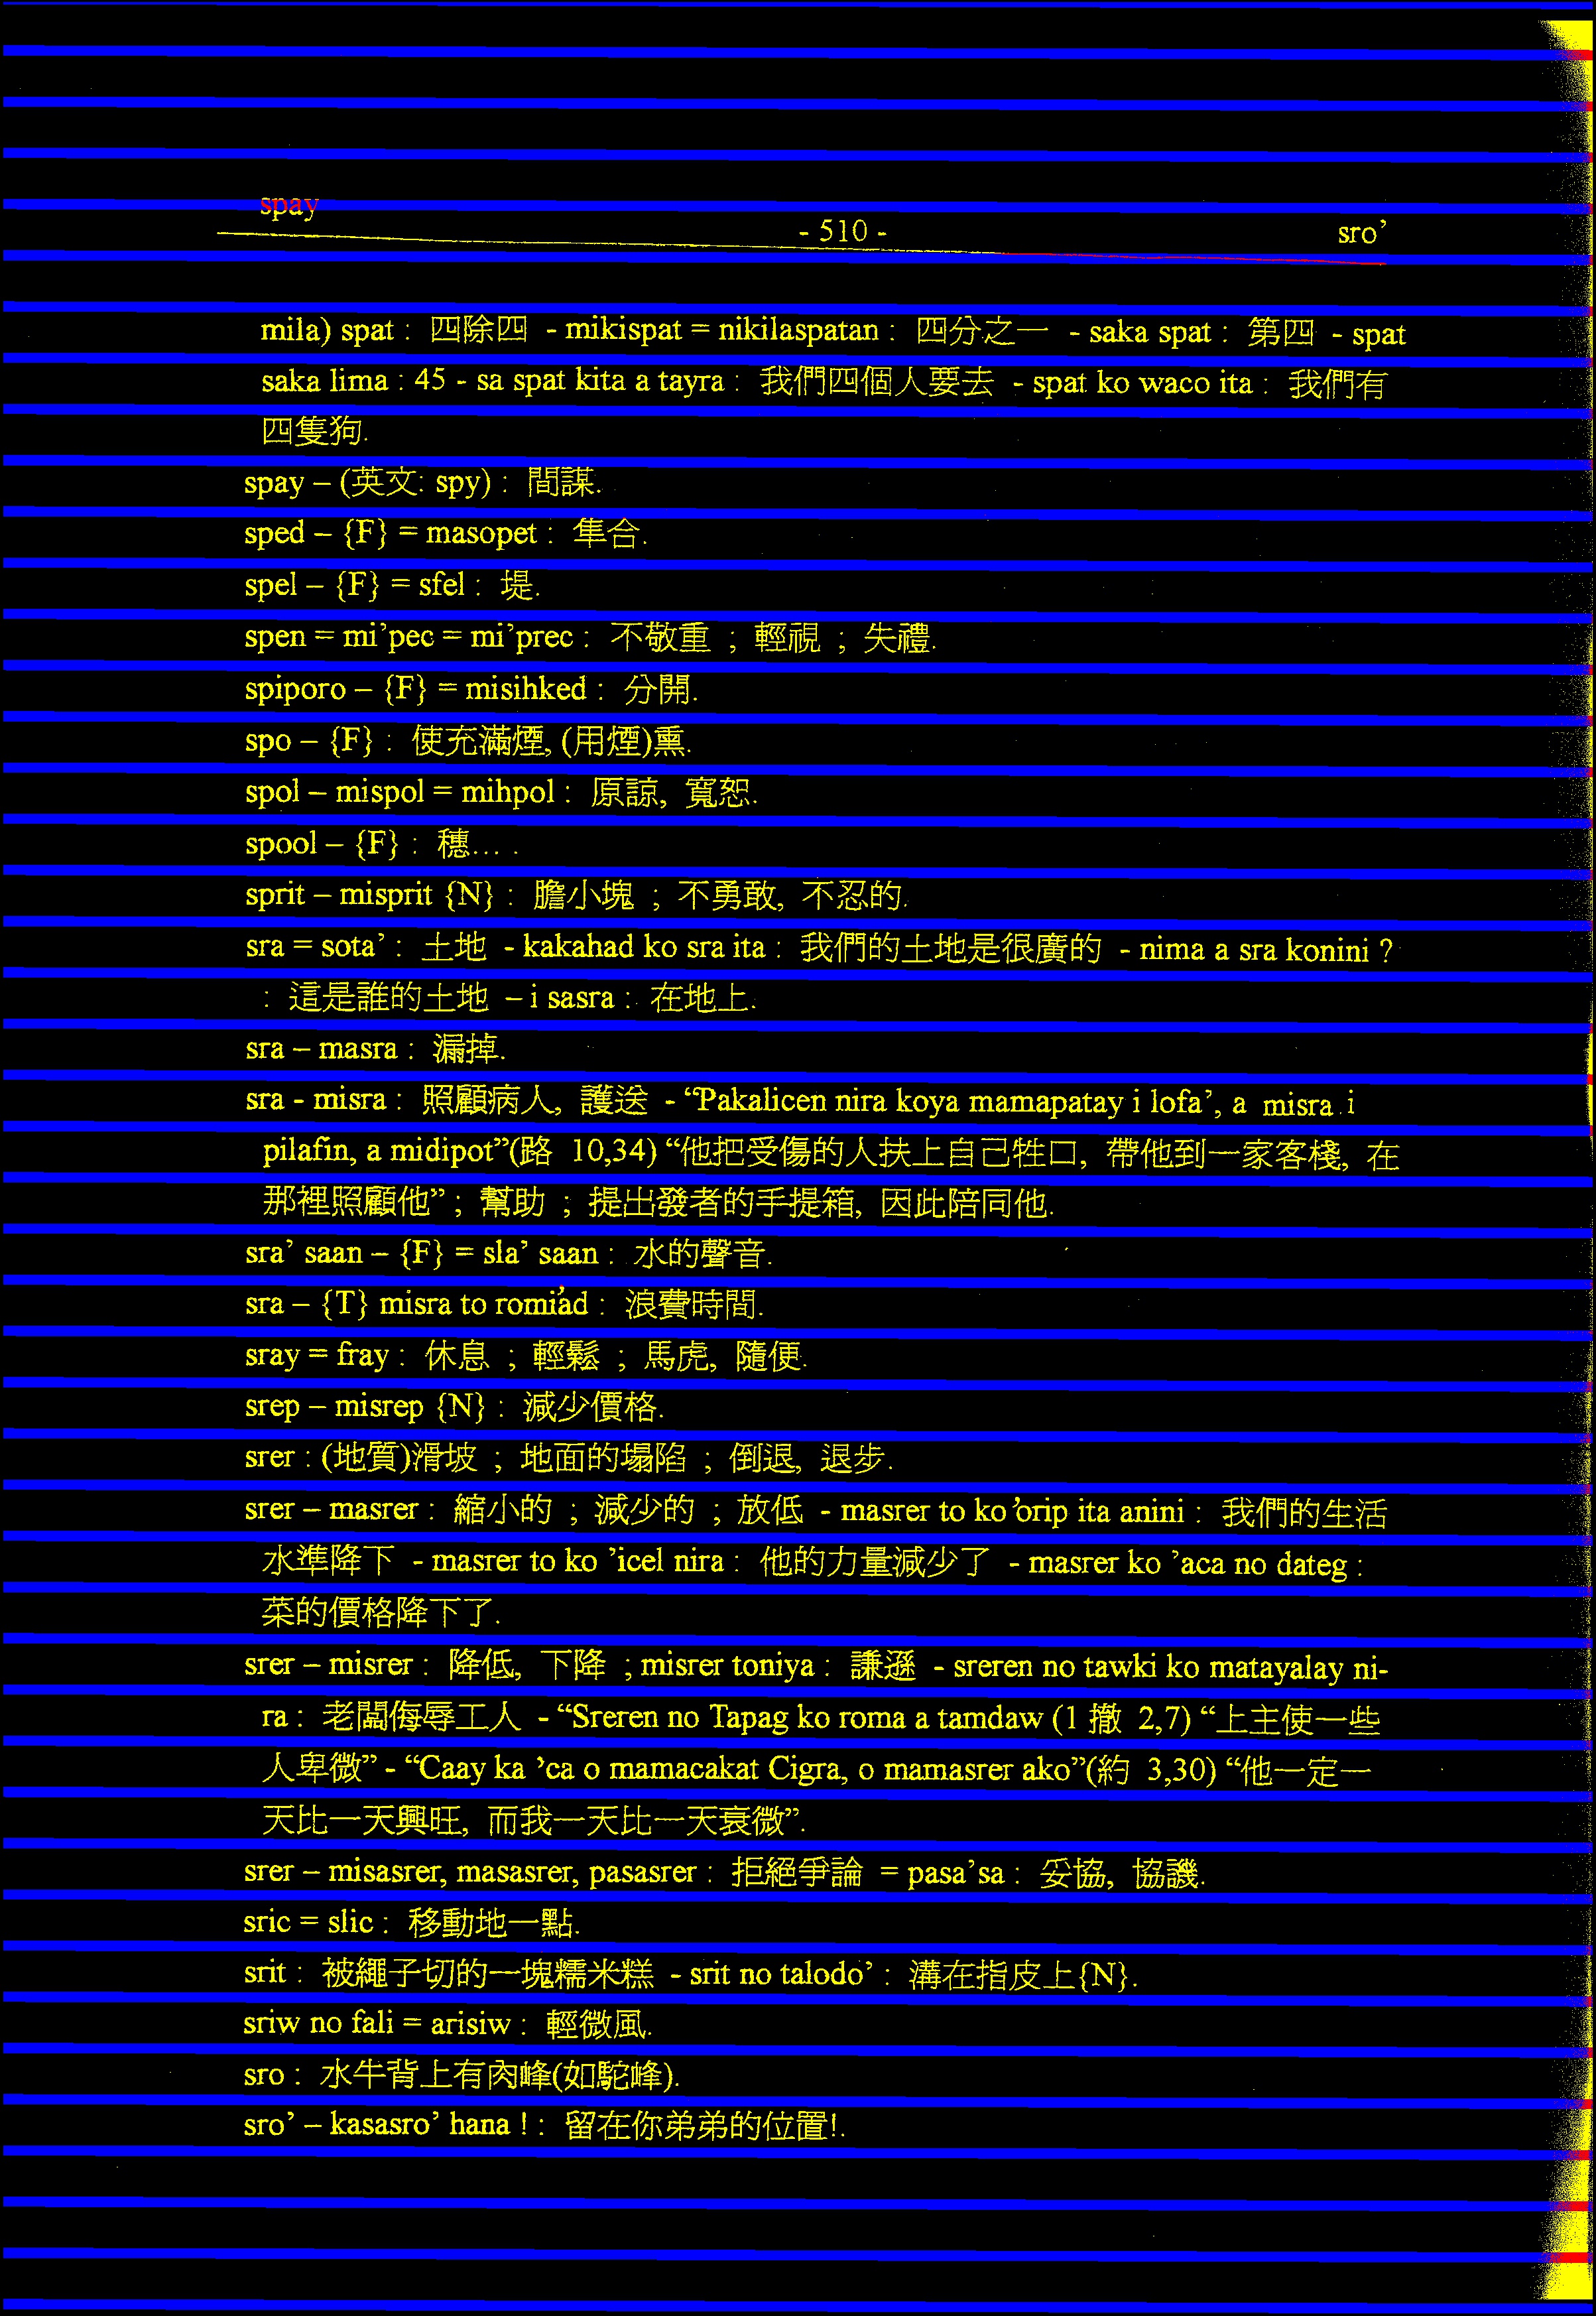 spay
- 510 -
sro’
mila) spat : 四除四 - mikispat = nikilaspatan : 四分之一 - saka spat : 第四 - spat
saka lima : 45 - sa spat kita a tayra : 我們四個人要去 - spat ko waco ita : 我們有
四隻狗.
spay – (英文: spy) : 間諜.
sped – {F} = masopet : 隼合.
spel – {F} = sfel : 堤.
spen = mi’pec = mi’prec : 不敬重 ; 輕視 ; 失禮.
spiporo – {F} = misihked : 分開.
spo – {F} : 使充滿煙, (用煙)熏.
spol – mispol = mihpol : 原諒, 寬恕.
spool – {F} : 穗... .
sprit – misprit {N} : 膽小塊 ; 不勇敢, 不忍的.
sra = sota’ : 土地 - kakahad ko sra ita : 我們的土地是很廣的 - nima a sra konini ?
: 這是誰的土地 – i sasra : 在地上.
sra – masra : 漏掉.
sra - misra : 照顧病人, 護送 - “Pakalicen nira koya mamapatay i lofa’, a misra i
pilafin, a midipot”(路 10,34) “他把受傷的人扶上自己牲口, 帶他到一家客棧, 在
那裡照顧他” ; 幫助 ; 提出發者的手提箱, 因此陪同他.
sra’ saan – {F} = sla’ saan : 水的聲音.
sra – {T} misra to romíad : 浪費時間.
sray = fray : 休息 ; 輕鬆 ; 馬虎, 隨便.
srep – misrep {N} : 減少價格.
srer : (地質)滑坡 ; 地面的塌陷 ; 倒退, 退步.
srer – masrer : 縮小的 ; 減少的 ; 放低 - masrer to ko ’orip ita anini : 我們的生活
水準降下 - masrer to ko ’icel nira : 他的力量減少了 - masrer ko ’aca no dateg :
菜的價格降下了.
srer – misrer : 降低, 下降 ; misrer toniya : 謙遜 - sreren no tawki ko matayalay ni-
ra : 老闆侮辱工人 - “Sreren no Tapag ko roma a tamdaw (1 撒 2,7) “上主使一些
人卑微” - “Caay ka ’ca o mamacakat Cigra, o mamasrer ako”(約 3,30) “他一定一
天比一天興旺, 而我一天比一天衰微”.
srer – misasrer, masasrer, pasasrer : 拒絕爭論 = pasa’sa : 妥協, 協譏.
sric = slic : 移動地一點.
srit : 被繩子切的一塊糯米糕 - srit no talodo’ : 溝在指皮上{N}.
sriw no fali = arisiw : 輕微風.
sro : 水牛背上有肉峰(如駝峰).
sro’ – kasasro’ hana ! : 留在你弟弟的位置!.